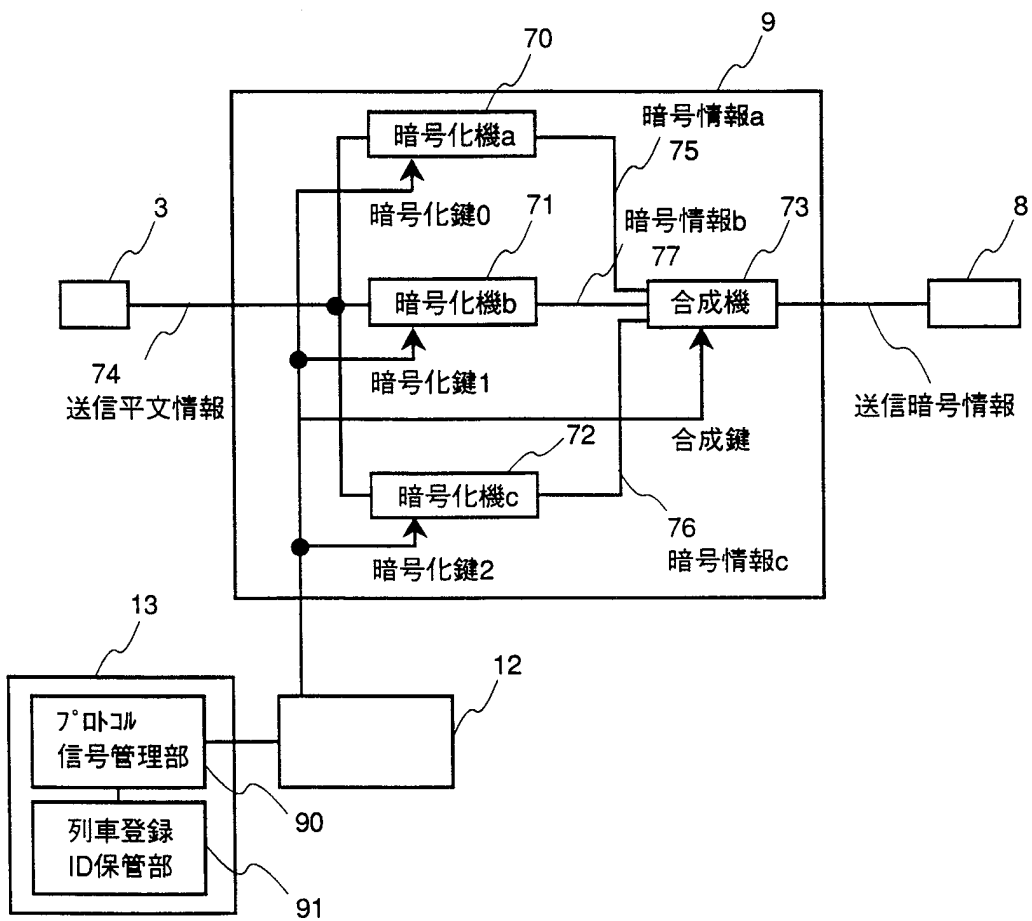 70
9
暗号化機a
暗号情報a
75
暗号化鍵0
3
71
暗号情報b
77
73
8
暗号化機b
合成機
74
送信平文情報
暗号化鍵1
送信暗号情報
合成鍵
72
暗号化機c
76
暗号情報c
暗号化鍵2
13
12
プロトコル
信号管理部
90
列車登録
ID保管部
91